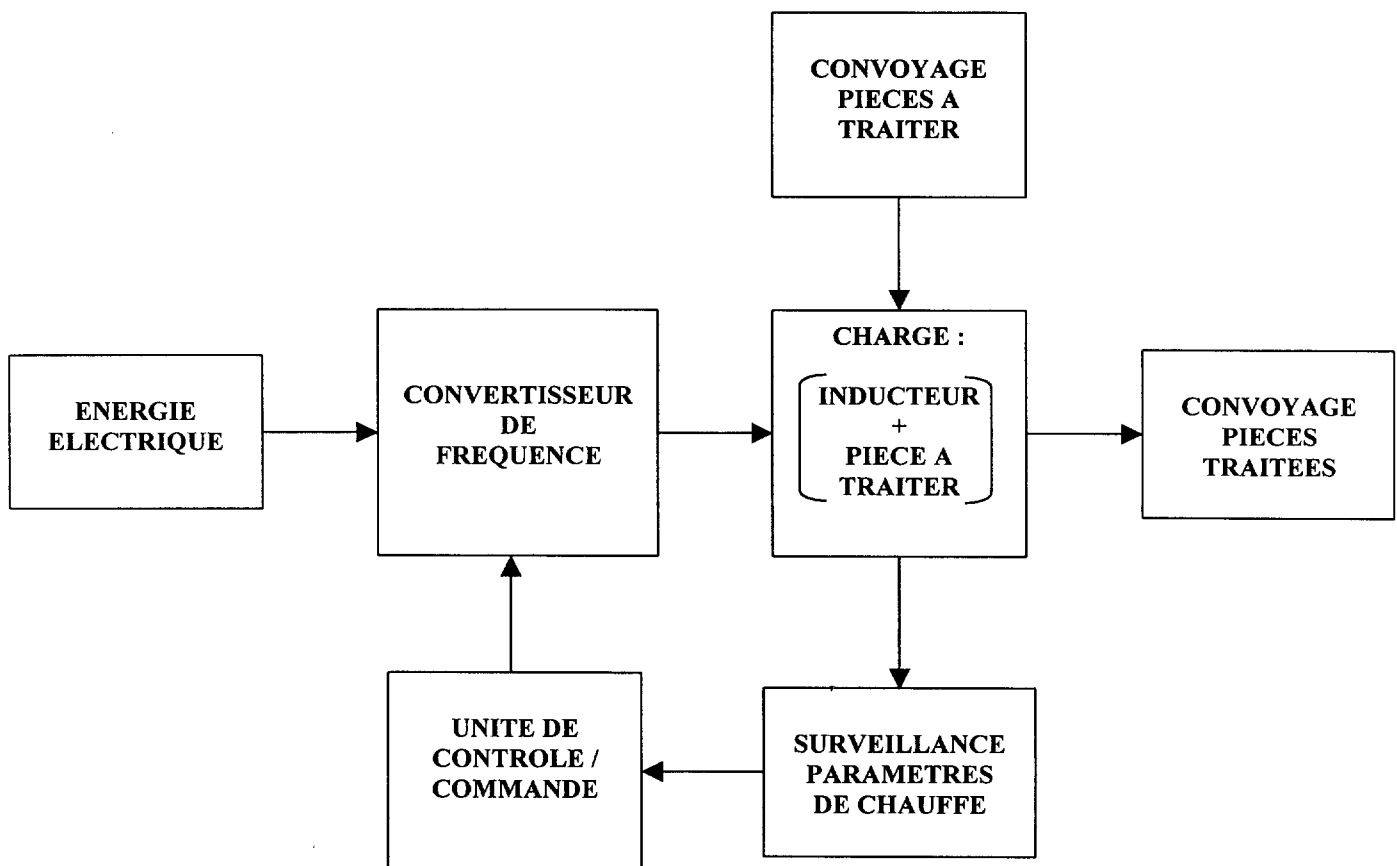 CONVOYAGE
PIECES A
TRAITER
ENERGIE
ELECTRIQUE
CONVERTISSEUR
DE
FREQUENCE
CHARGE :
INDUCTEUR
+
PIECE A
TRAITER
CONVOYAGE
PIECES
TRAITEES
UNITE DE
CONTROLE /
COMMANDE
SURVEILLANCE
PARAMETRES
DE CHAUFFE